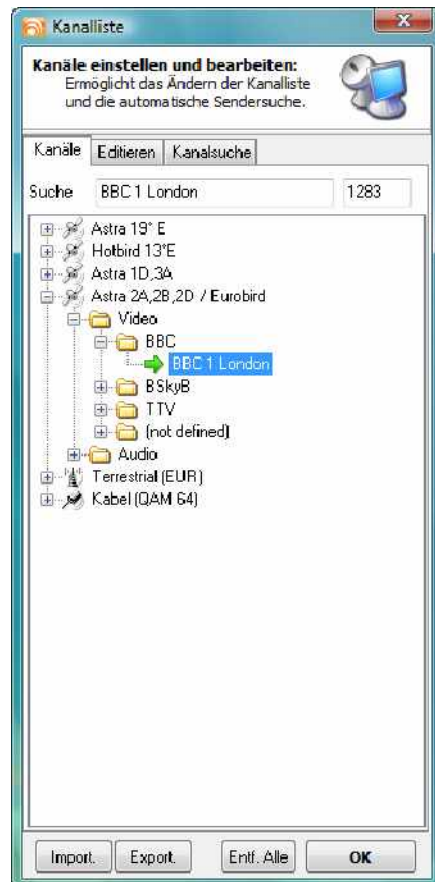 Kanalliste
Kanäle einstellen und bearbeiten:
Ermöglicht das Ändern der Kanalliste
und die automatische Sendersuche.
Kanäle Editieren Kanalsuche
Suche BBC 1 London 1283
Astra 19° E
Hotbird 13°E
Astra 1D,3A
Astra 2A,2B,2D / Eurobird
Video
BBC
BBC 1 London
BSkyB
TTV
(not defined)
Audio
Terrestrial (EUR)
Kabel (QAM 64)
Import. Export. Entf. Alle OK